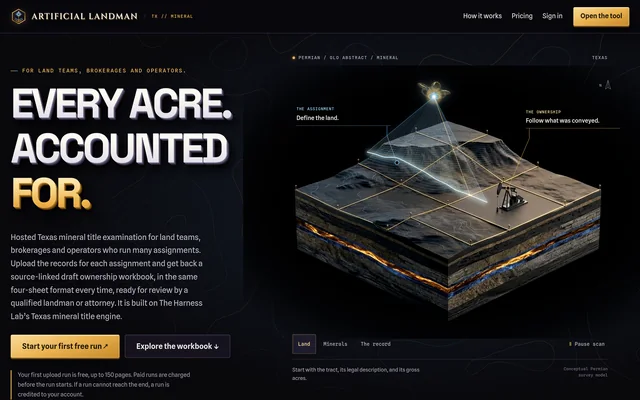 ARTIFICIAL LANDMAN
TX // MINERAL
How it works
Pricing
Sign in
Open the tool
— FOR LAND TEAMS, BROKERAGES AND OPERATORS.
EVERY ACRE.
ACCOUNTED
FOR.
Hosted Texas mineral title examination for land teams,
brokerages and operators who run many assignments.
Upload the records for each assignment and get back a
source-linked draft ownership workbook, in the same
four-sheet format every time, ready for review by a
qualified landman or attorney. It is built on The Harness
Lab's Texas mineral title engine.
Start your first free run ↗
Explore the workbook ↓
Your first upload run is free, up to 150 pages. Paid runs are charged
before the run starts. If a run cannot reach the end, a run is
credited to your account.
PERMIAN / OLD ABSTRACT / MINERAL
TEXAS
THE ASSIGNMENT
Define the land.
THE OWNERSHIP
Follow what was conveyed.
Land
Minerals
The record
Pause scan
Start with the tract, its legal description, and its gross
acres.
Conceptual Permian
survey model